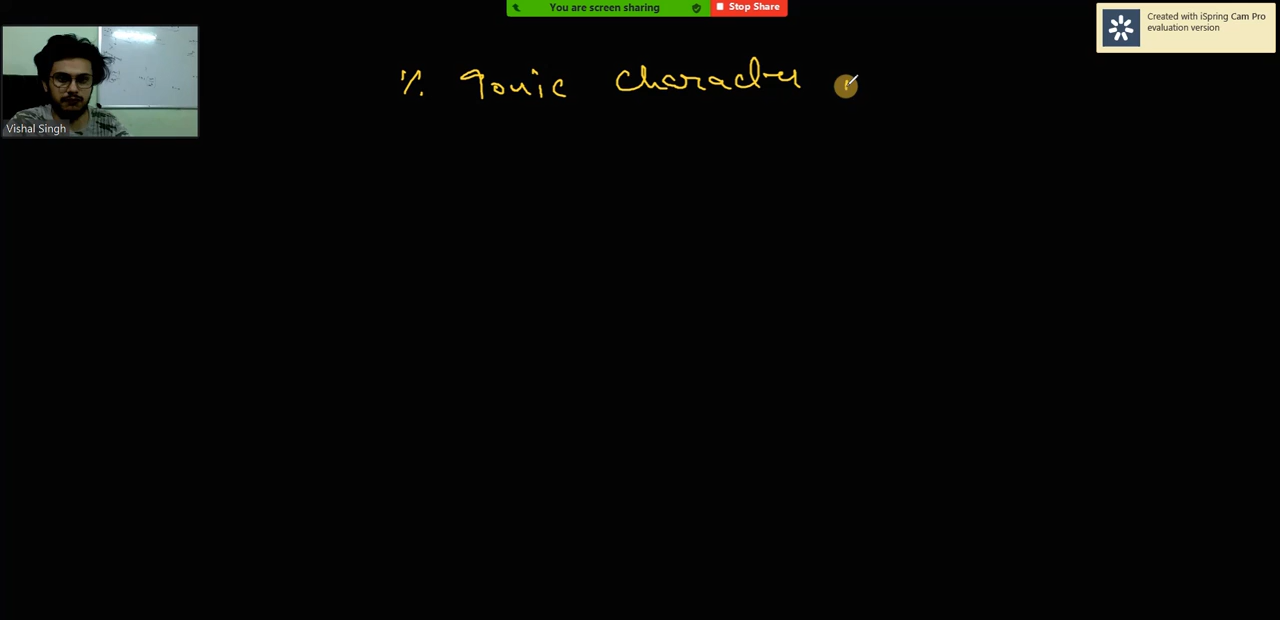 You are screen sharing
Stop Share
Created with iSpring Cam Pro
evaluation version
% Ionic character
Vishal Singh